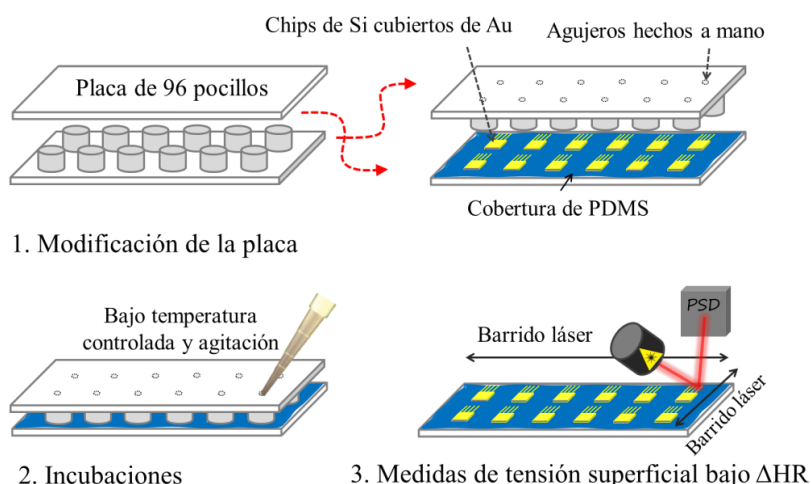 Chips de Si cubiertos de Au
Agujeros hechos a mano
Placa de 96 pocillos
Cobertura de PDMS
1. Modificación de la placa
Bajo temperatura
controlada y agitación
Barrido láser
PSD
Barrido láser
2. Incubaciones
3. Medidas de tensión superficial bajo ΔHR